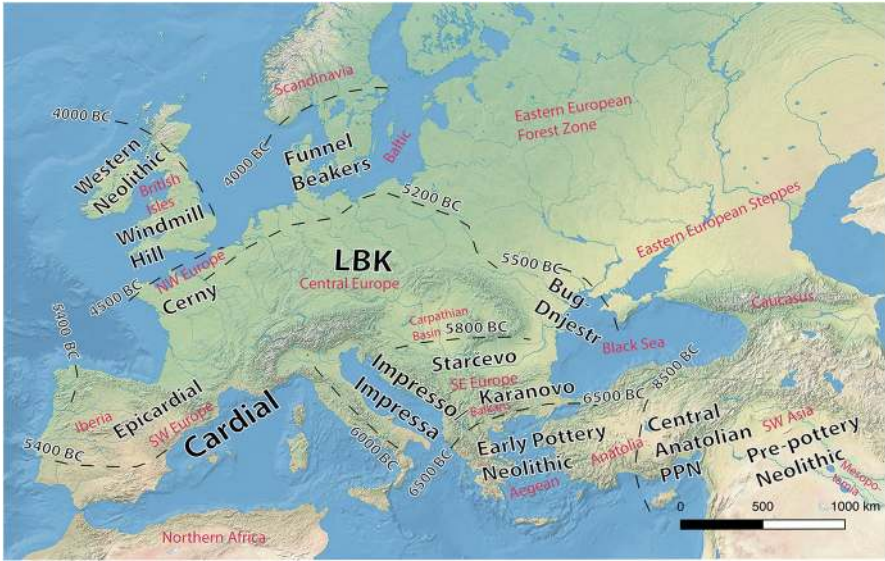 Scandinavia
Eastern European
Forest Zone
4000 BC
Western
Neolithic
4000 BC
Funnel
Beakers
Baltic
British
Isles
5200 BC
Windmill
Hill
Eastern European Steppes
NW Europe
LBK
5500 BC
4500 BC
Cerny
Central Europe
Bug-
Dnjestr
Caucasus
5400 BC
Carpathian
Basin
5800 BC
Black Sea
Starcevo
Impresso
SE Europe
8500 BC
Impressa
Karanovo
6500 BC
Epicardial
Iberia
SW Europe
Cardial
Balcans
Central
Anatolian
PPN
SW Asia
Early Pottery
Neolithic
Anatolia
Pre-pottery
Neolithic
5400 BC
6000 BC
6500 BC
Aegean
Mesopo-
tamia
0 500 1000 km
Northern Africa